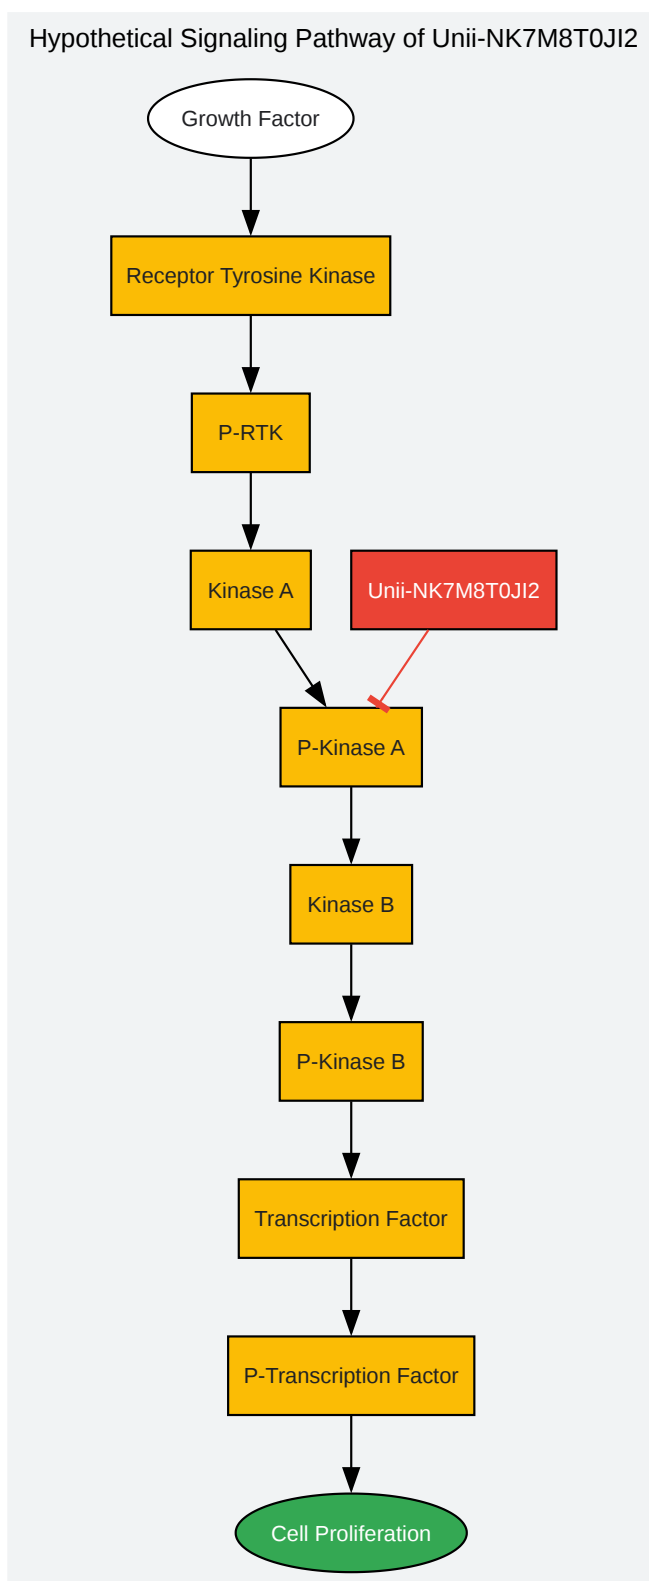 Hypothetical Signaling Pathway of Unii-NK7M8T0JI2
Growth Factor
Receptor Tyrosine Kinase
P-RTK
Kinase A
Unii-NK7M8T0JI2
P-Kinase A
Kinase B
P-Kinase B
Transcription Factor
P-Transcription Factor
Cell Proliferation